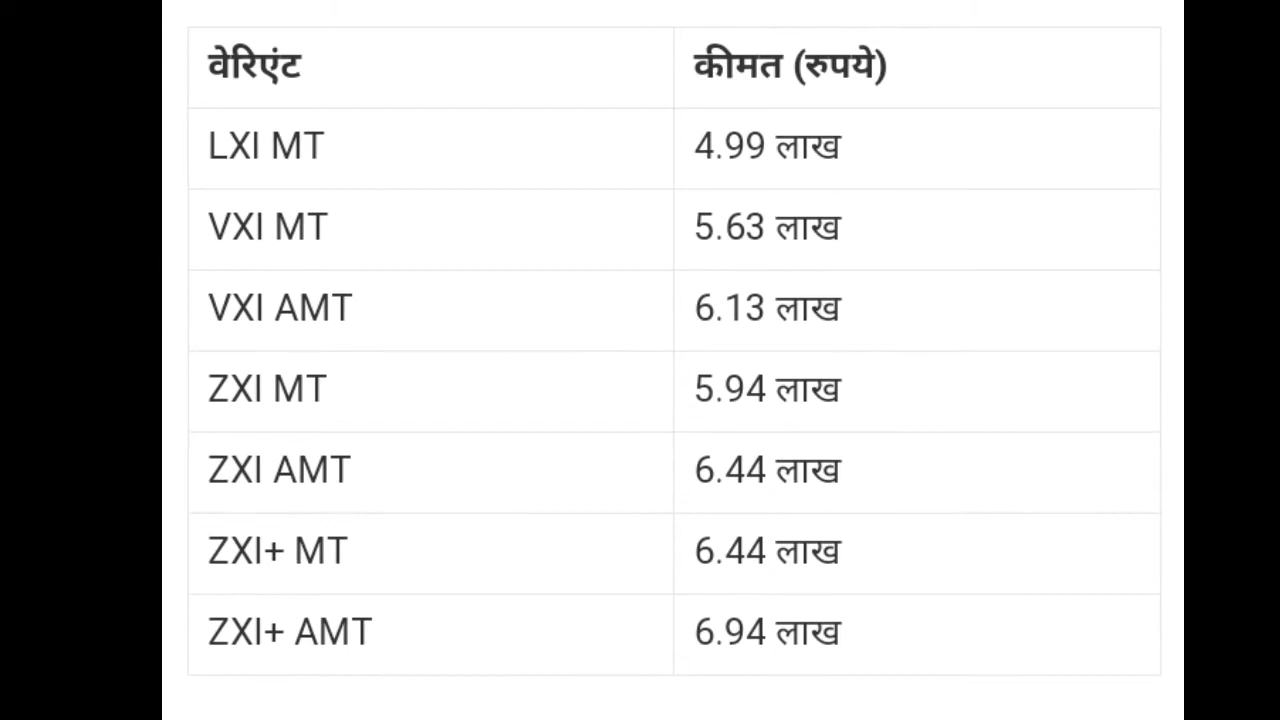 वेरिएंट कीमत (रुपये)
LXI MT 4.99 लाख
VXI MT 5.63 लाख
VXI AMT 6.13 लाख
ZXI MT 5.94 लाख
ZXI AMT 6.44 लाख
ZXI+ MT 6.44 लाख
ZXI+ AMT 6.94 लाख